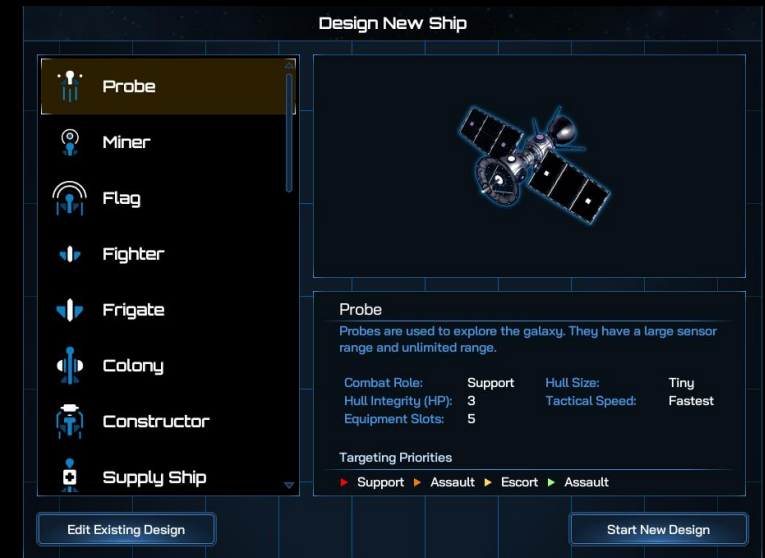 Design New Ship
Probe
Miner
Flag
Fighter
Frigate
Colony
Constructor
Supply Ship
Probe
Probes are used to explore the galaxy. They have a large sensor
range and unlimited range.
Combat Role: Support Hull Size: Tiny
Hull Integrity (HP): 3 Tactical Speed: Fastest
Equipment Slots: 5
Targeting Priorities
Support Assault Escort Assault
Edit Existing Design
Start New Design